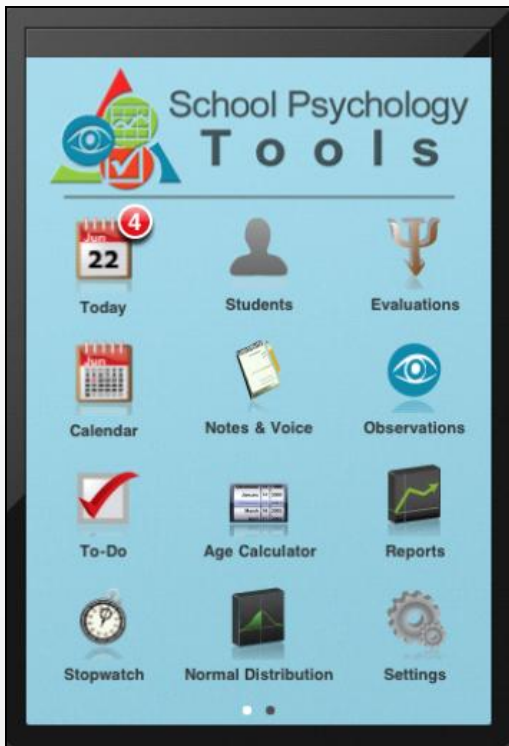 School Psychology
Tools
4
Jun
22
Today
Students
Evaluations
Jun
Calendar
Notes & Voice
Observations
To-Do
Age Calculator
Reports
Stopwatch
Normal Distribution
Settings